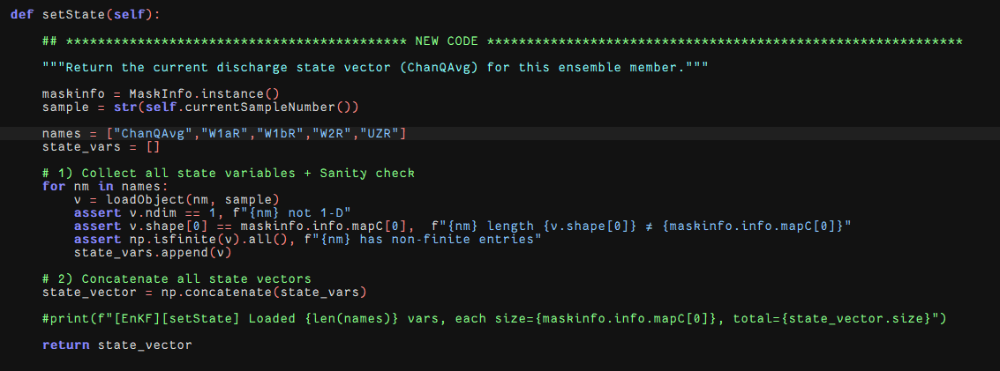 def setState(self):
## ******************************************* NEW CODE ************************************************************
"""Return the current discharge state vector (ChanQAvg) for this ensemble member."""
maskinfo = MaskInfo.instance()
sample = str(self.currentSampleNumber())
names = ["ChanQAvg","W1aR","W1bR","W2R","UZR"]
state_vars = []
# 1) Collect all state variables + Sanity check
for nm in names:
v = loadObject(nm, sample)
assert v.ndim == 1, f"{nm} not 1-D"
assert v.shape[0] == maskinfo.info.mapC[0],  f"{nm} length {v.shape[0]} ≠ {maskinfo.info.mapC[0]}"
assert np.isfinite(v).all(), f"{nm} has non-finite entries"
state_vars.append(v)
# 2) Concatenate all state vectors
state_vector = np.concatenate(state_vars)
#print(f"[EnKF][setState] Loaded {len(names)} vars, each size={maskinfo.info.mapC[0]}, total={state_vector.size}")
return state_vector